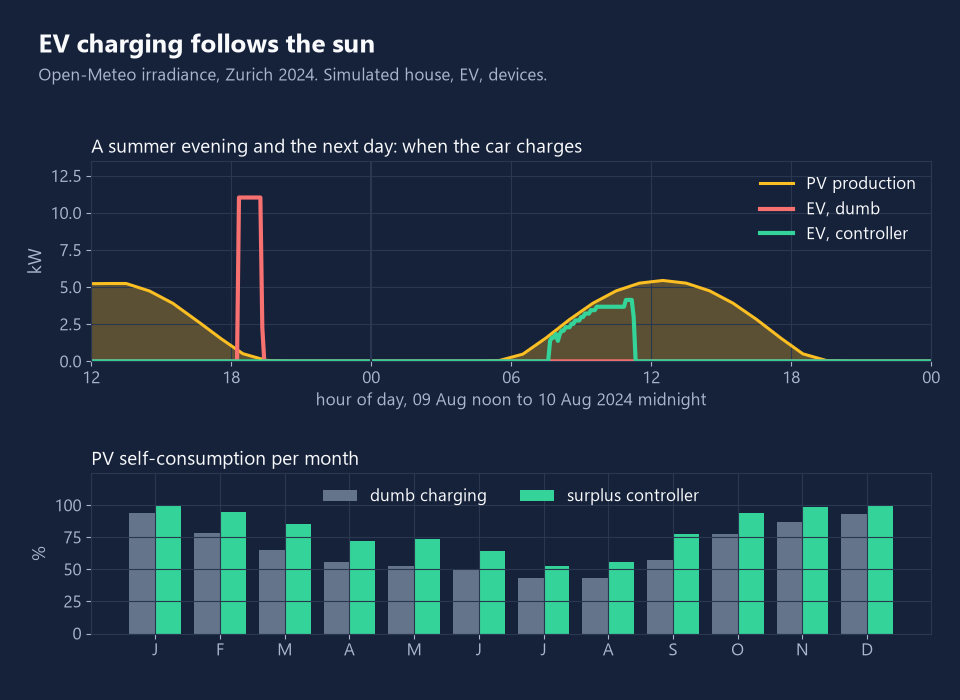 EV charging follows the sun
Open-Meteo irradiance, Zurich 2024. Simulated house, EV, devices.
A summer evening and the next day: when the car charges
12.5
10.0
7.5
5.0
2.5
0.0
kW
PV production
EV, dumb
EV, controller
12 18 00 06 12 18 00
hour of day, 09 Aug noon to 10 Aug 2024 midnight
PV self-consumption per month
100
75
50
25
0
%
dumb charging surplus controller
J F M A M J J A S O N D